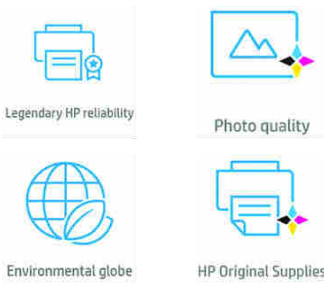 Legendary HP reliability
Photo quality
Environmental globe
HP Original Supplies